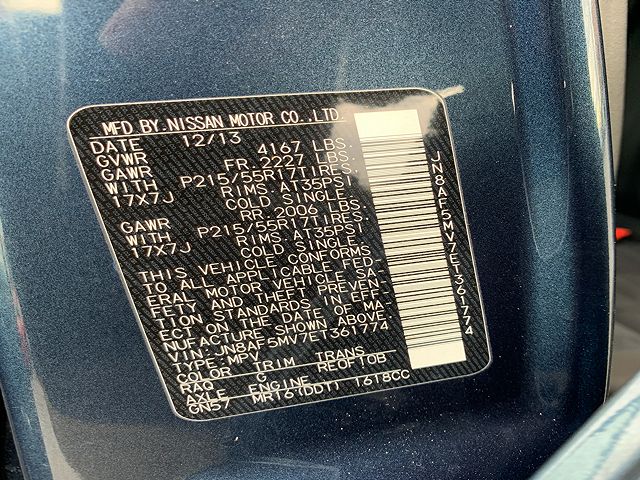 MFD BY.NISSAN MOTOR CO.,LTD.
DATE 12/13
GVWR 4167 LBS.
GAWR FR. 2227 LBS.
WITH P215/55R17TIRES.
17X7J RIMS AT35PSI
COLD SINGLE
GAWR RR.2006 LBS.
WITH P215/55R17TIRES.
17X7J RIMS AT35PSI
COLD SINGLE.
THIS VEHICLE CONFORMS
TO ALL APPLICABLE FED-
ERAL MOTOR VEHICLE SA-
FETY AND THEFT PREVEN-
TION STANDARDS IN EFF-
ECT ON THE DATE OF MA-
NUFACTURE SHOWN ABOVE.
VIN:JN8AF5MV7ET361774
TYPE:MPV
COLOR TRIM TRANS
RAQ G REOFTOB
AXLE ENGINE
GN57 MR16(DDT) 1618CC
JN8AF5MV7ET361774